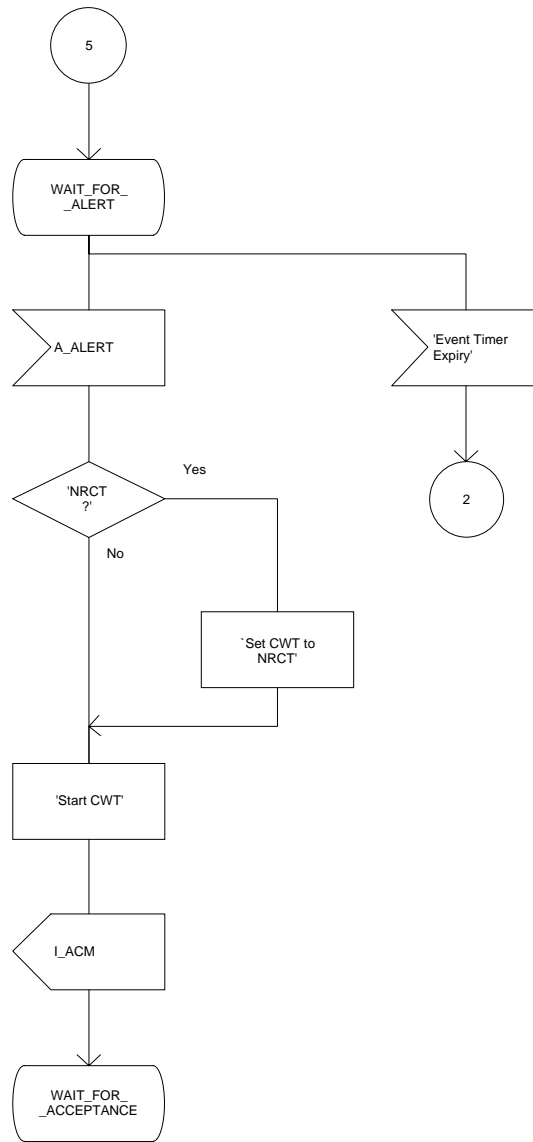 5
WAIT_FOR_
_ALERT
A_ALERT
'Event Timer
Expiry'
'NRCT
?'
Yes
2
No
`Set CWT to
NRCT'
'Start CWT'
I_ACM
WAIT_FOR_
_ACCEPTANCE